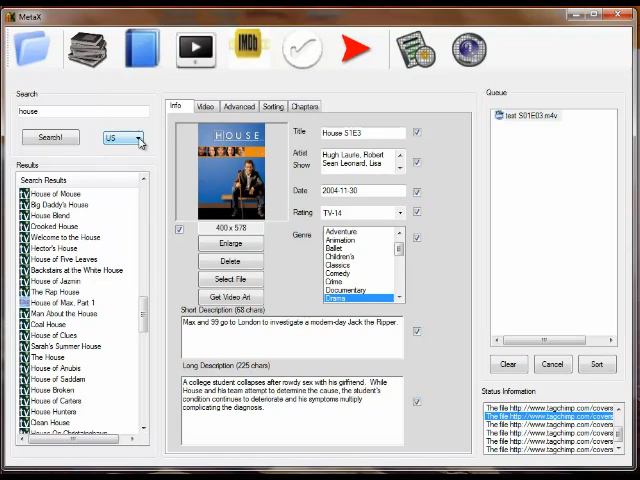 MetaX
IMDb
Search
house
Search!
US
Results
Search Results
House of Mouse
Big Daddy's House
House Blend
Crooked House
Welcome to the House
Hector's House
House of Five Leaves
Backstairs at the White House
House of Jazmin
The Rap House
House of Max, Part 1
Man About the House
Coal House
House of Clues
Sarah's Summer House
The House
House of Anubis
House of Saddam
House Broken
House of Carters
House Hunters
Clean House
House On Christingham
Info
Video
Advanced
Sorting
Chapters
HOUSE
400 x 578
Enlarge
Delete
Select File
Get Video Art
Title
House S1E3
Artist
Show
Hugh Laurie, Robert
Sean Leonard, Lisa
Date
2004-11-30
Rating
TV-14
Genre
Adventure
Animation
Ballet
Children's
Classics
Comedy
Crime
Documentary
Drama
Short Description (68 chars)
Max and 99 go to London to investigate a modern-day Jack the Ripper.
Long Description (225 chars)
A college student collapses after rowdy sex with his girlfriend. While
House and his team attempt to determine the cause, the student's
condition continues to deteriorate and his symptoms multiply
complicating the diagnosis.
Queue
test S01E03.m4v
Clear
Cancel
Sort
Status Information
The file http://www.tagchimp.com/covers
The file http://www.tagchimp.com/covers
The file http://www.tagchimp.com/covers
The file http://www.tagchimp.com/covers
The file http://www.tagchimp.com/covers
The file http://www.tagchimp.com/covers